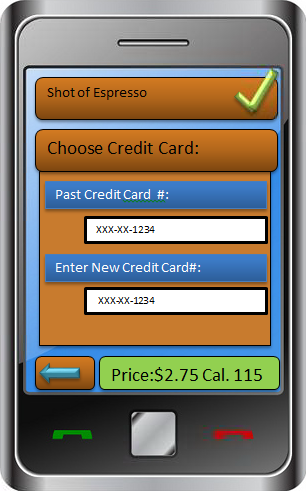 Shot of Espresso
Choose Credit Card:
Past Credit Card  #:
XXX-XX-1234
Enter New Credit Card#:
XXX-XX-1234
Price:$2.75 Cal. 115